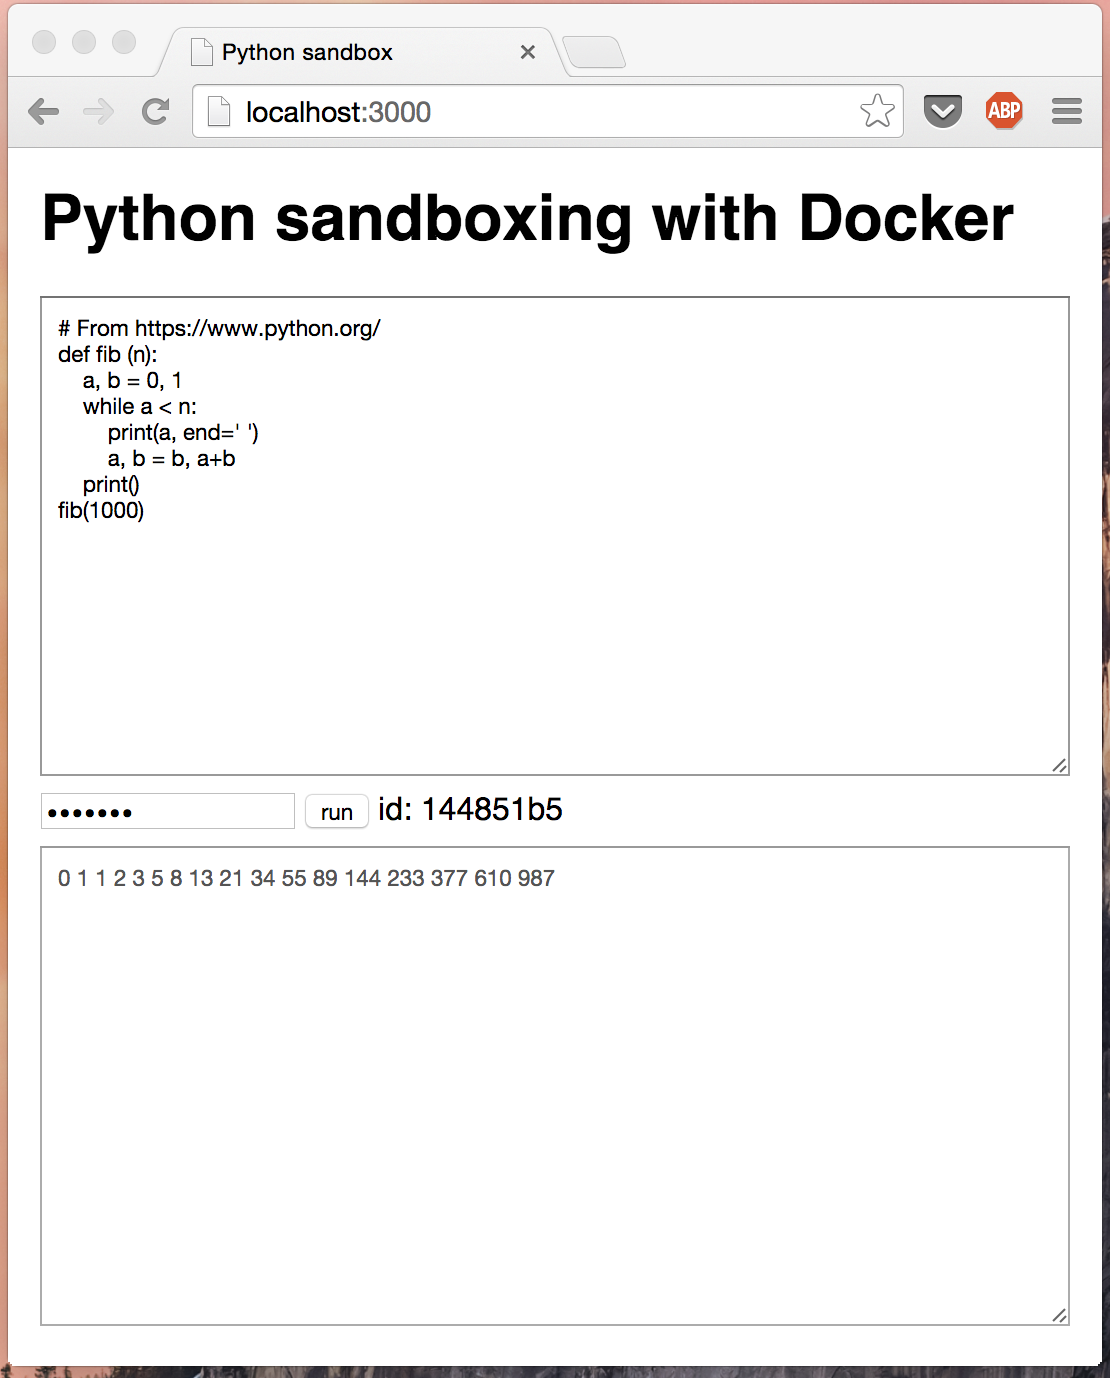 Python sandbox
localhost:3000
ABP
Python sandboxing with Docker
# From https://www.python.org/
def fib (n):
    a, b = 0, 1
    while a < n:
        print(a, end=' ')
        a, b = b, a+b
    print()
fib(1000)
•••••••
run id: 144851b5
0 1 1 2 3 5 8 13 21 34 55 89 144 233 377 610 987